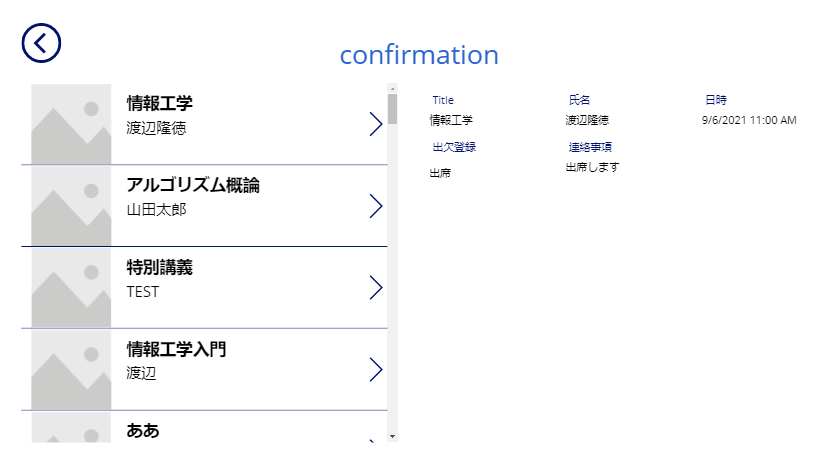 confirmation
情報工学
渡辺隆徳
アルゴリズム概論
山田太郎
特別講義
TEST
情報工学入門
渡辺
ああ
Title 氏名 日時
情報工学 渡辺隆徳 9/6/2021 11:00 AM
出欠登録 連絡事項
出席 出席します